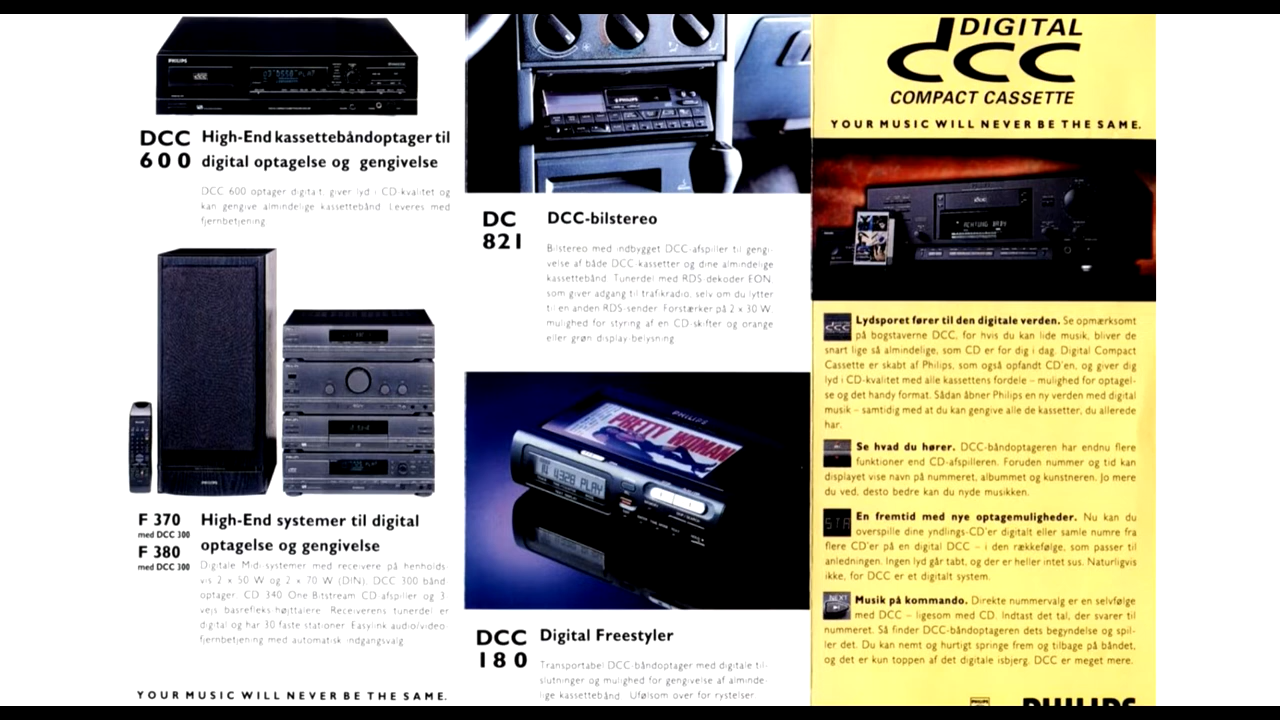 PHILIPS
DCC 600
High-End kassettebåndoptager til
digital optagelse og gengivelse
DCC 600 optager digitalt, giver lyd i CD-kvalitet og
kan gengive almindelige kassettebånd. Leveres med
fjernbetjening.
PHILIPS
F 370
med DCC 300
F 380
med DCC 300
High-End systemer til digital
optagelse og gengivelse
Digitale Midi-systemer med receivere på henholds-
vis 2 x 50 W og 2 x 70 W (DIN), DCC 300 bånd-
optager, CD 340 One-Bitstream CD-afspiller og 3-
vejs basrefleks højttalere. Receiverens tunerdel er
digital og har 30 faste stationer. Easylink audio/video
fjernbetjening med automatisk indgangsvalg.
YOUR MUSIC WILL NEVER BE THE SAME.
PHILIPS
DC
821
DCC-bilstereo
Bilstereo med indbygget DCC-afspiller til gengi-
velse af både DCC-kassetter og dine almindelige
kassettebånd. Tunerdel med RDS-dekoder EON,
som giver adgang til trafikradio, selv om du lytter
til en anden RDS-sender. Forstærker på 2 x 30 W,
mulighed for styring af en CD-skifter og orange
eller grøn display-belysning.
PHILIPS
PRETTY WOMAN
PLAY
DCC
180
Digital Freestyler
Transportabel DCC-båndoptager med digitale til-
slutninger og mulighed for gengivelse af alminde-
lige kassettebånd. Ufølsom over for rystelser.
DIGITAL
dcc
COMPACT CASSETTE
YOUR MUSIC WILL NEVER BE THE SAME.
dcc
ACHTUNG BABY
dcc
Lydsporet fører til den digitale verden. Se opmærksomt
på bogstaverne DCC, for hvis du kan lide musik, bliver de
snart lige så almindelige, som CD er for dig i dag. Digital Compact
Cassette er skabt af Philips, som også opfandt CD'en, og giver dig
lyd i CD-kvalitet med alle kassettens fordele – mulighed for optagel-
se og det handy format. Sådan åbner Philips en ny verden med digital
musik – samtidig med at du kan gengive alle de kassetter, du allerede
har.
Se hvad du hører. DCC-båndoptageren har endnu flere
funktioner end CD-afspilleren. Foruden nummer og tid kan
displayet vise navn på nummeret, albummet og kunstneren. Jo mere
du ved, desto bedre kan du nyde musikken.
STA
En fremtid med nye optagemuligheder. Nu kan du
overspille dine yndlings-CD'er digitalt eller samle numre fra
flere CD'er på en digital DCC – i den rækkefølge, som passer til
anledningen. Ingen lyd går tabt, og der er heller intet sus. Naturligvis
ikke, for DCC er et digitalt system.
NEXT
Musik på kommando. Direkte nummervalg er en selvfølge
med DCC – ligesom med CD. Indtast det tal, der svarer til
nummeret. Så finder DCC-båndoptageren dets begyndelse og spil-
ler det. Du kan nemt og hurtigt springe frem og tilbage på båndet,
og det er kun toppen af det digitale isbjerg. DCC er meget mere.
PHILIPS